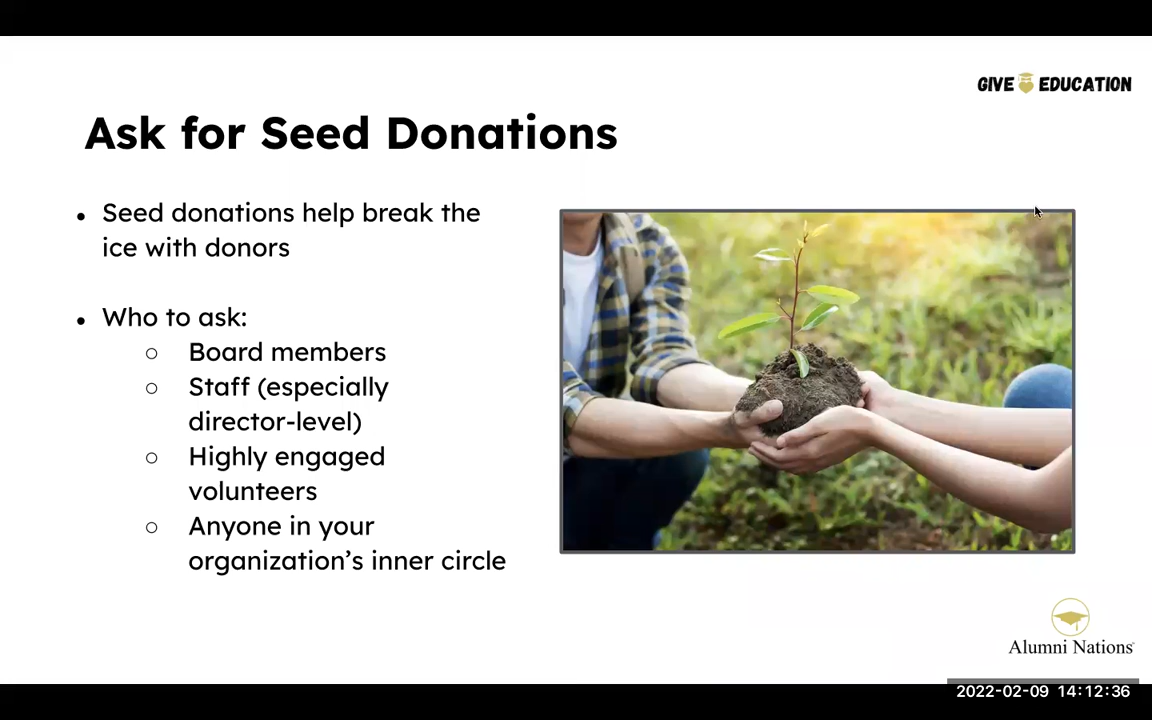 GIVE EDUCATION
Ask for Seed Donations
• Seed donations help break the
ice with donors
• Who to ask:
○ Board members
○ Staff (especially
director-level)
○ Highly engaged
volunteers
○ Anyone in your
organization’s inner circle
Alumni Nations
2022-02-09 14:12:36